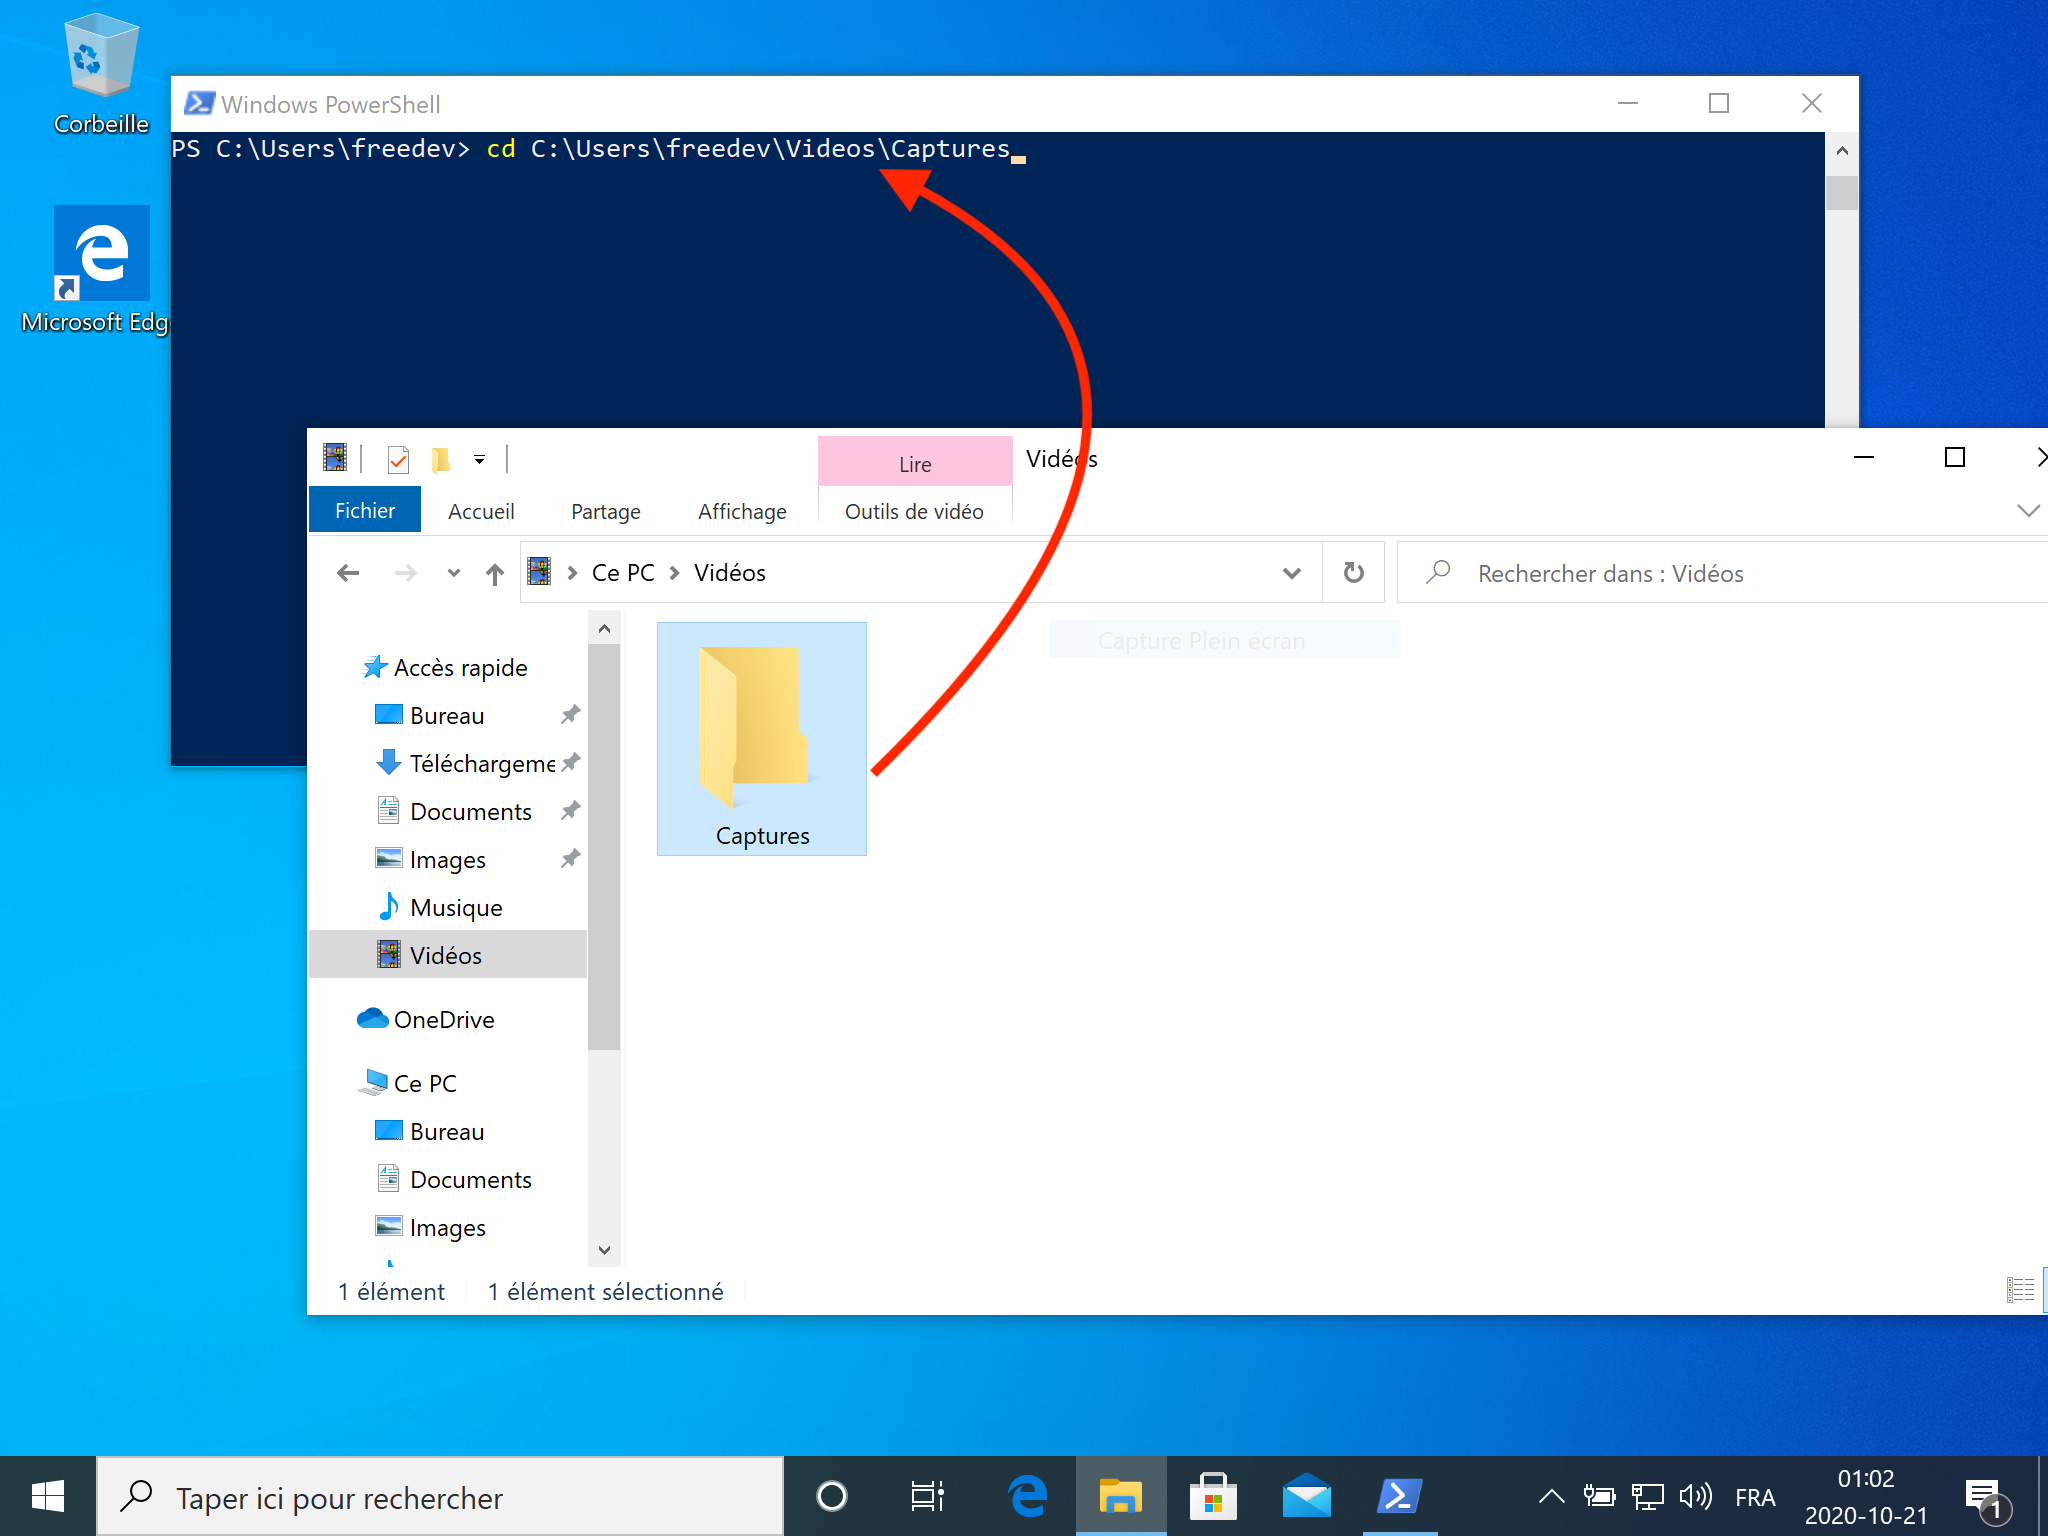 Corbeille
Microsoft Edg
Windows PowerShell
PS C:\Users\freedev> cd C:\Users\freedev\Videos\Captures
Lire
Vidéos
Fichier
Accueil
Partage
Affichage
Outils de vidéo
Ce PC
Vidéos
Rechercher dans : Vidéos
Accès rapide
Bureau
Téléchargeme
Documents
Images
Musique
Vidéos
OneDrive
Ce PC
Bureau
Documents
Images
Captures
Capture Plein écran
1 élément
1 élément sélectionné
Taper ici pour rechercher
FRA
01:02
2020-10-21
1